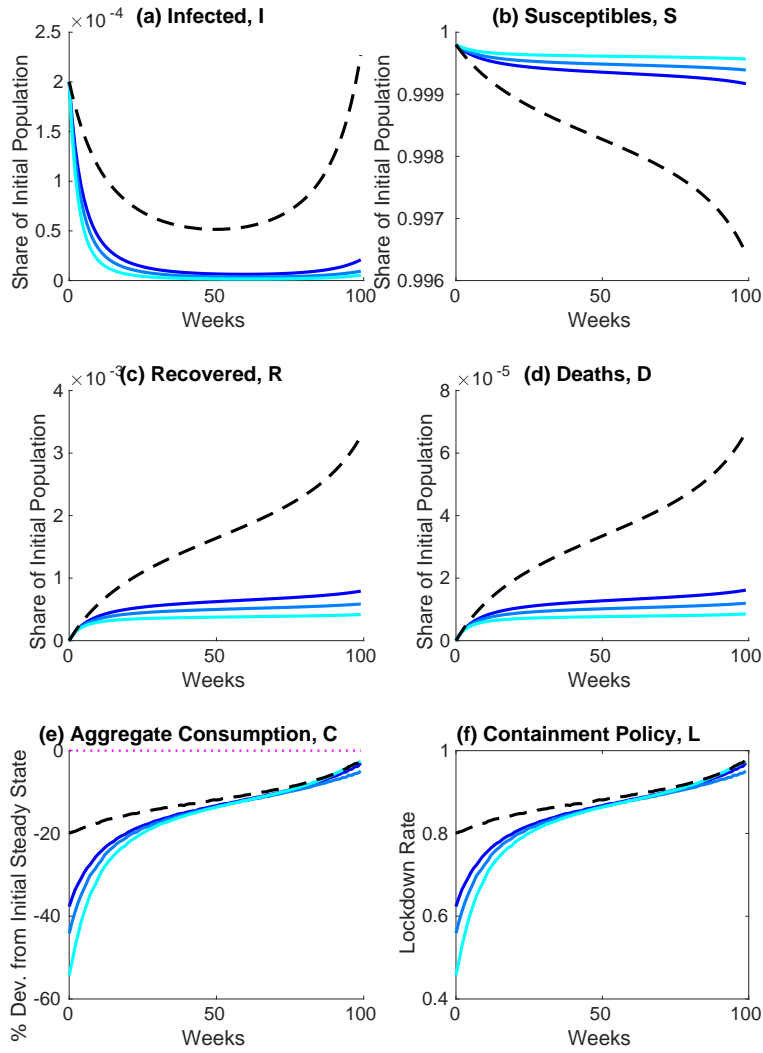 ×10⁻⁴ (a) Infected, I
Share of Initial Population
2.5
2
1.5
1
0.5
0
0 50 100
Weeks
(b) Susceptibles, S
Share of Initial Population
1
0.999
0.998
0.997
0.996
0 50 100
Weeks
×10⁻³ (c) Recovered, R
Share of Initial Population
4
3
2
1
0
0 50 100
Weeks
×10⁻⁵ (d) Deaths, D
Share of Initial Population
8
6
4
2
0
0 50 100
Weeks
(e) Aggregate Consumption, C
% Dev. from Initial Steady State
0
-20
-40
-60
0 50 100
Weeks
(f) Containment Policy, L
Lockdown Rate
1
0.8
0.6
0.4
0 50 100
Weeks